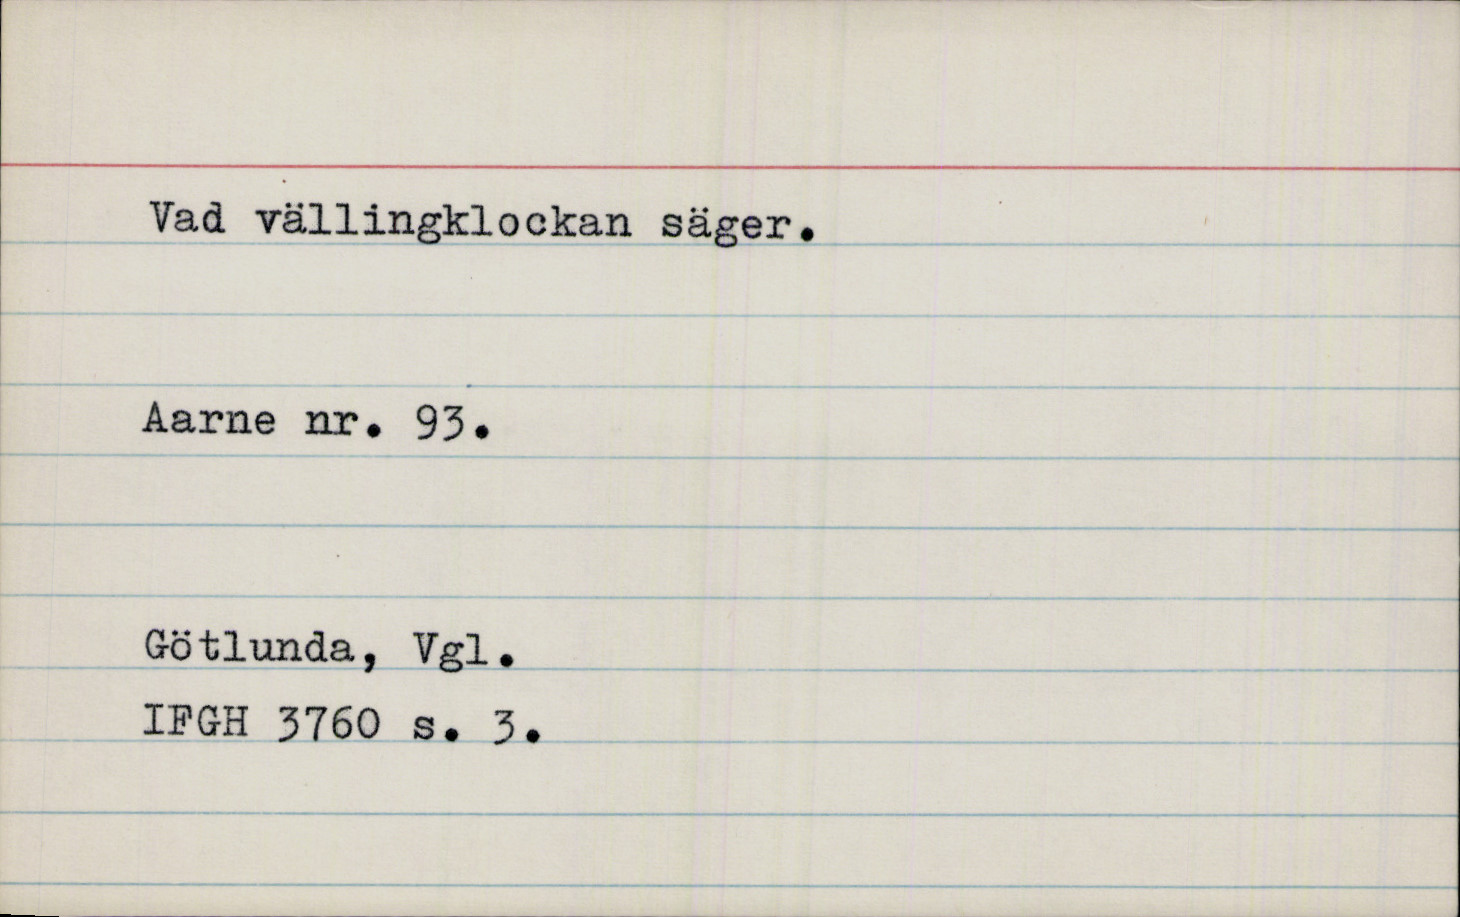 Vad vällingklockan säger.
Aarne nr. 93.
Götlunda, Vgl.
IFGH 3760 s. 3.